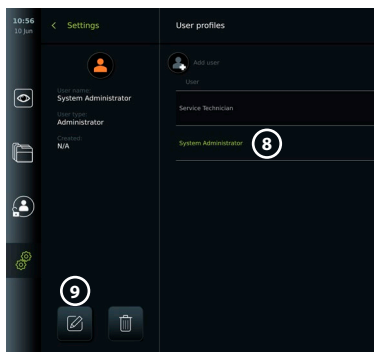 10:56
10 Jun
Settings
User profiles
Add user
User name:
System Administrator
User type:
Administrator
Created:
N/A
User
Service Technician
System Administrator
8
9